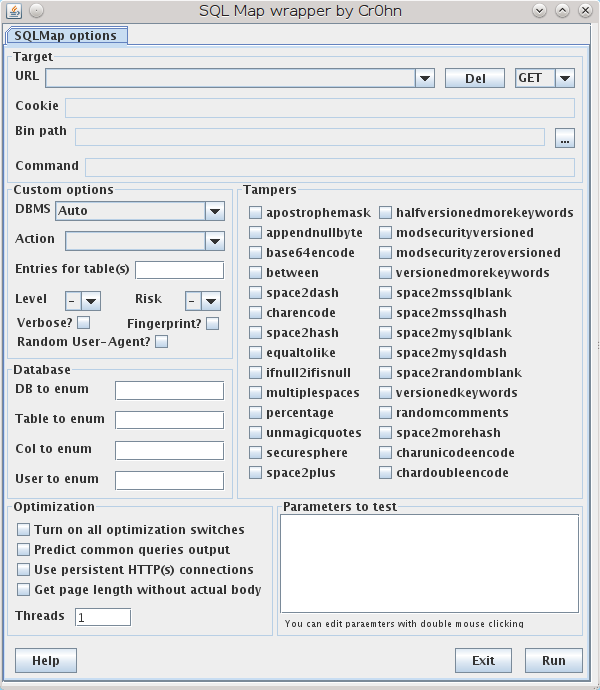 SQL Map wrapper by Cr0hn
SQLMap options
Target
URL Del GET
Cookie
Bin path ...
Command
Custom options
DBMS Auto
Action
Entries for table(s)
Level - Risk -
Verbose? Fingerprint?
Random User-Agent?
Database
DB to enum
Table to enum
Col to enum
User to enum
Tampers
apostrophemask halfversionedmorekeywords
appendnullbyte modsecurityversioned
base64encode modsecurityzeroversioned
between versionedmorekeywords
space2dash space2mssqlblank
charencode space2mssqlhash
space2hash space2mysqlblank
equaltolike space2mysqldash
ifnull2ifisnull space2randomblank
multiplespaces versionedkeywords
percentage randomcomments
unmagicquotes space2morehash
securesphere charunicodeencode
space2plus chardoubleencode
Optimization
Turn on all optimization switches
Predict common queries output
Use persistent HTTP(s) connections
Get page length without actual body
Threads 1
Parameters to test
You can edit paraemters with double mouse clicking
Help Exit Run